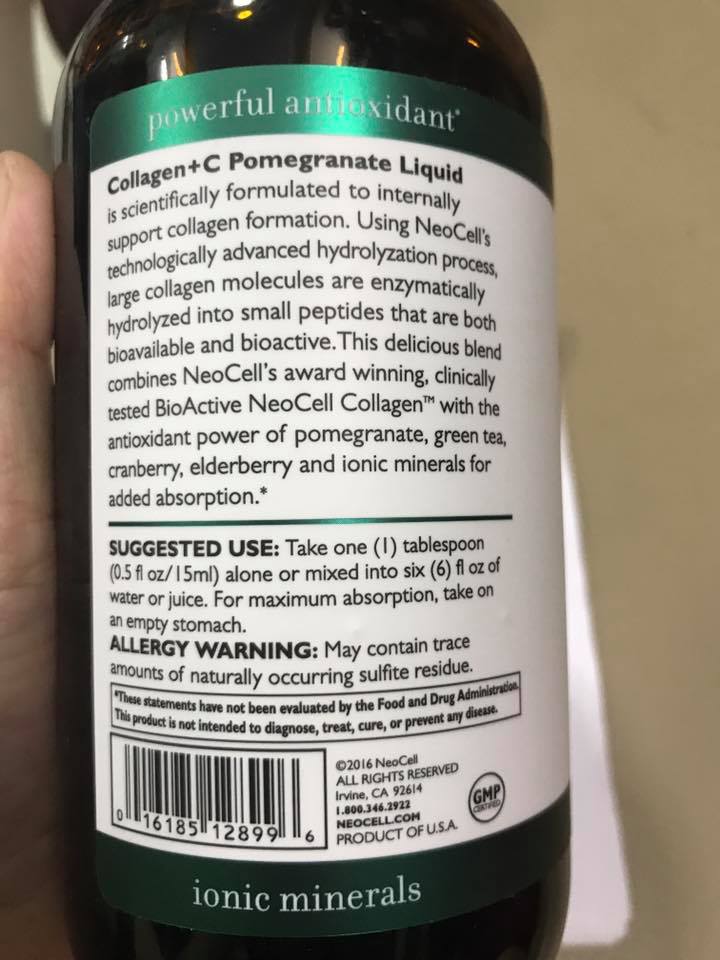 powerful antioxidant*
Collagen+C Pomegranate Liquid
is scientifically formulated to internally
support collagen formation. Using NeoCell's
technologically advanced hydrolyzation process,
large collagen molecules are enzymatically
hydrolyzed into small peptides that are both
bioavailable and bioactive. This delicious blend
combines NeoCell's award winning, clinically
tested BioActive NeoCell Collagen™ with the
antioxidant power of pomegranate, green tea,
cranberry, elderberry and ionic minerals for
added absorption.*
SUGGESTED USE: Take one (1) tablespoon
(0.5 fl oz/15ml) alone or mixed into six (6) fl oz of
water or juice. For maximum absorption, take on
an empty stomach.
ALLERGY WARNING: May contain trace
amounts of naturally occurring sulfite residue.
*These statements have not been evaluated by the Food and Drug Administration.
This product is not intended to diagnose, treat, cure, or prevent any disease.
0 16185 12899 6
©2016 NeoCell
ALL RIGHTS RESERVED
Irvine, CA 92614
1.800.346.2922
NEOCELL.COM
PRODUCT OF U.S.A.
GMP
CERTIFIED
ionic minerals